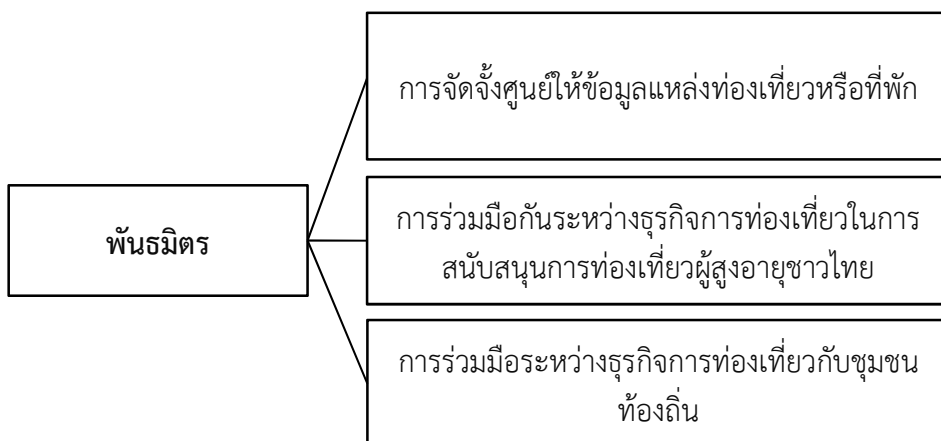 การจัดจั้งศูนย์ให้ข้อมูลแหล่งท่องเที่ยวหรือที่พัก
พันธมิตร
การร่วมมือกันระหว่างธุรกิจการท่องเที่ยวในการ
สนับสนุนการท่องเที่ยวผู้สูงอายุชาวไทย
การร่วมมือระหว่างธุรกิจการท่องเที่ยวกับชุมชน
ท้องถิ่น